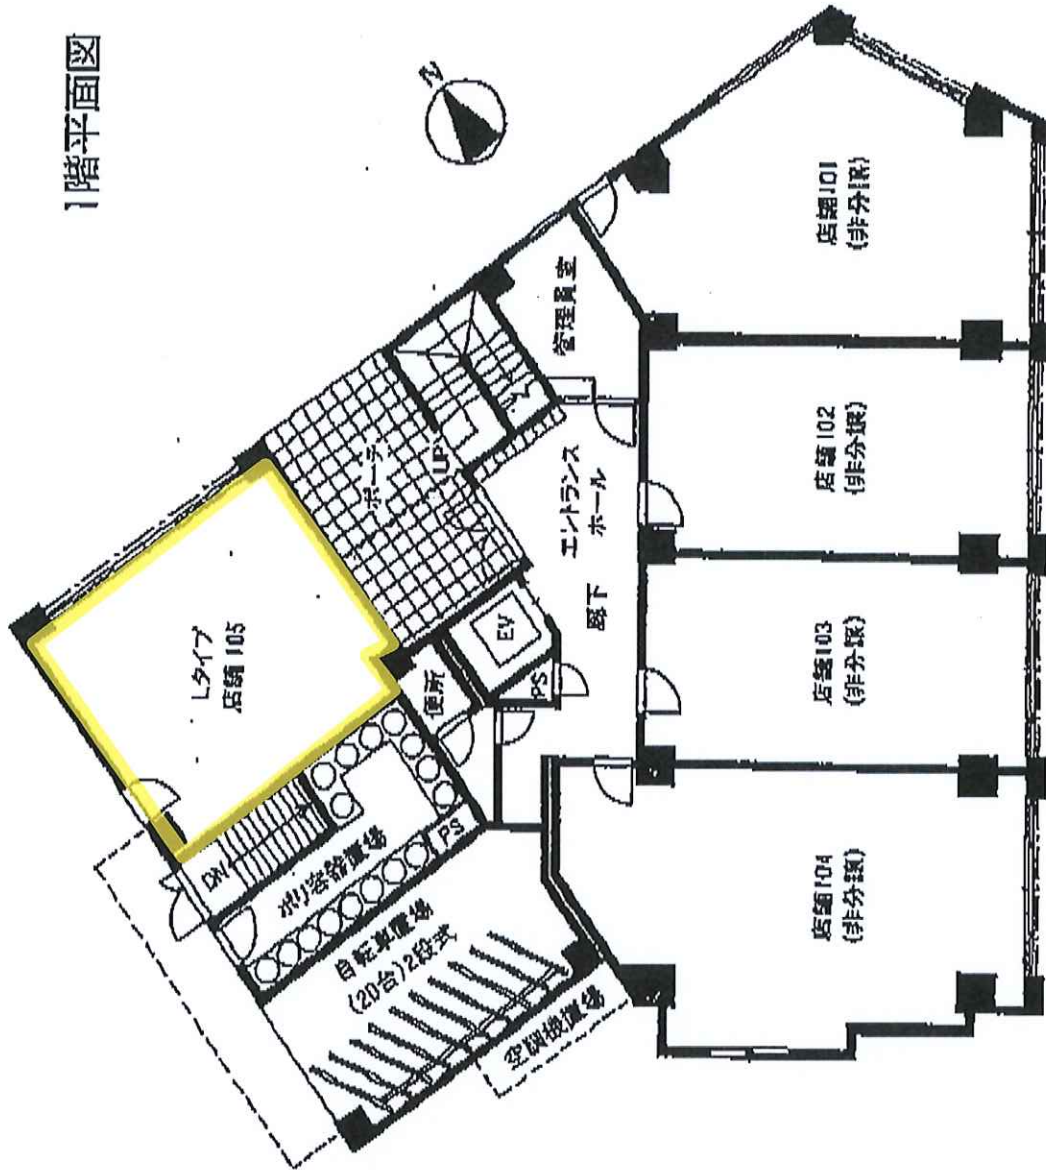 1階平面図
N
Lタイプ
店舗 105
ポーチ
UP
管理員室
エントランス
ホール
廊下
EV
PS
便所
DN
ポリ容器置場
PS
自転車置場
(20台)2段式
空調機置場
店舗101
(非分譲)
店舗102
(非分譲)
店舗103
(非分譲)
店舗104
(非分譲)